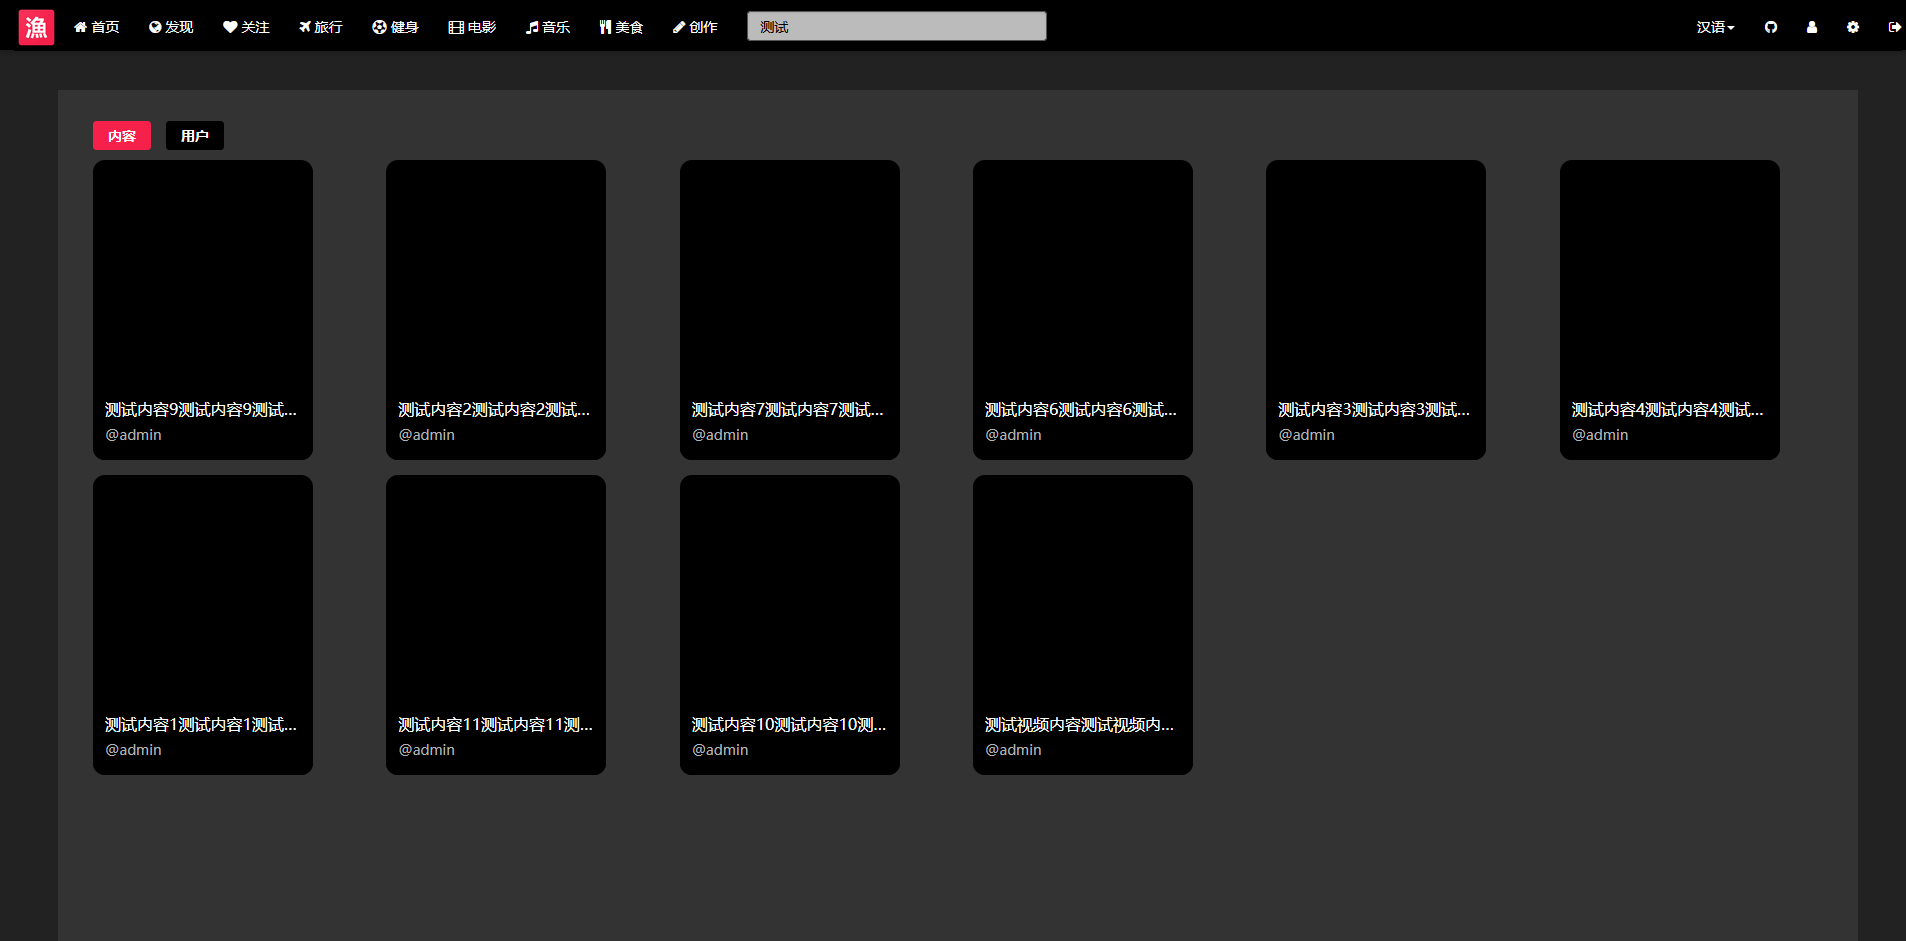 漁 首页 发现 关注 旅行 健身 电影 音乐 美食 创作 测试 汉语
内容 用户
测试内容9测试内容9测试...
@admin
测试内容2测试内容2测试...
@admin
测试内容7测试内容7测试...
@admin
测试内容6测试内容6测试...
@admin
测试内容3测试内容3测试...
@admin
测试内容4测试内容4测试...
@admin
测试内容1测试内容1测试...
@admin
测试内容11测试内容11测...
@admin
测试内容10测试内容10测...
@admin
测试视频内容测试视频内...
@admin